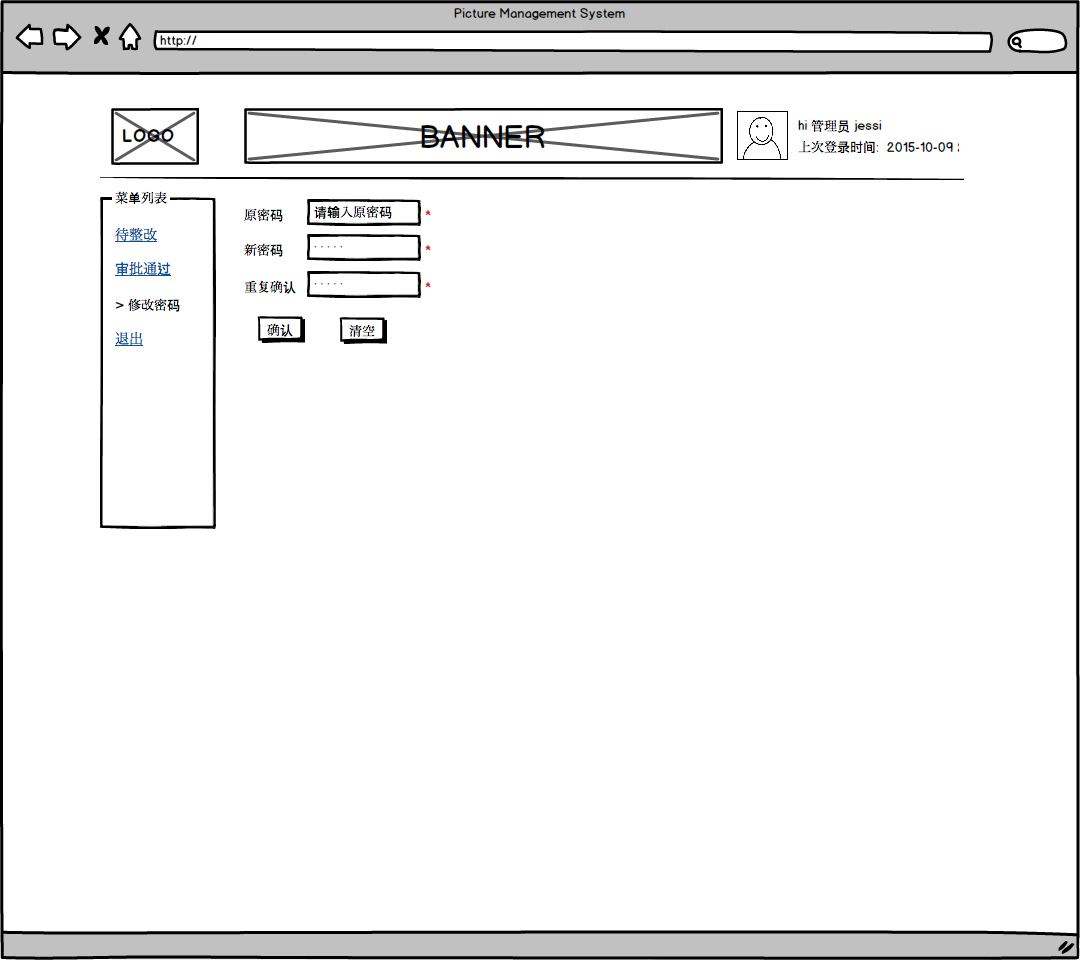 Picture Management System
http://
LOGO
BANNER
hi 管理员 jessi
上次登录时间: 2015-10-09
菜单列表
待整改
审批通过
> 修改密码
退出
原密码 请输入原密码 *
新密码 ····· *
重复确认 ····· *
确认 清空